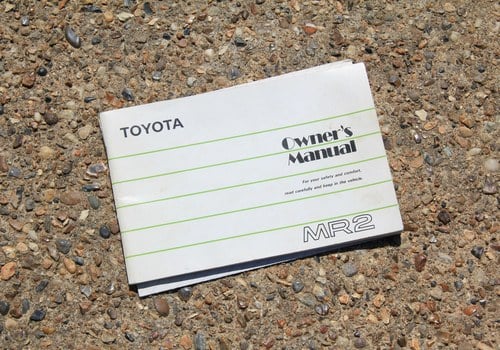 TOYOTA
Owner's
Manual
For your safety and comfort,
read carefully and keep in the vehicle.
MR2